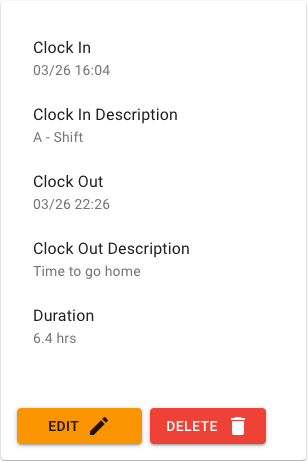 Clock In
03/26 16:04
Clock In Description
A - Shift
Clock Out
03/26 22:26
Clock Out Description
Time to go home
Duration
6.4 hrs
EDIT
DELETE